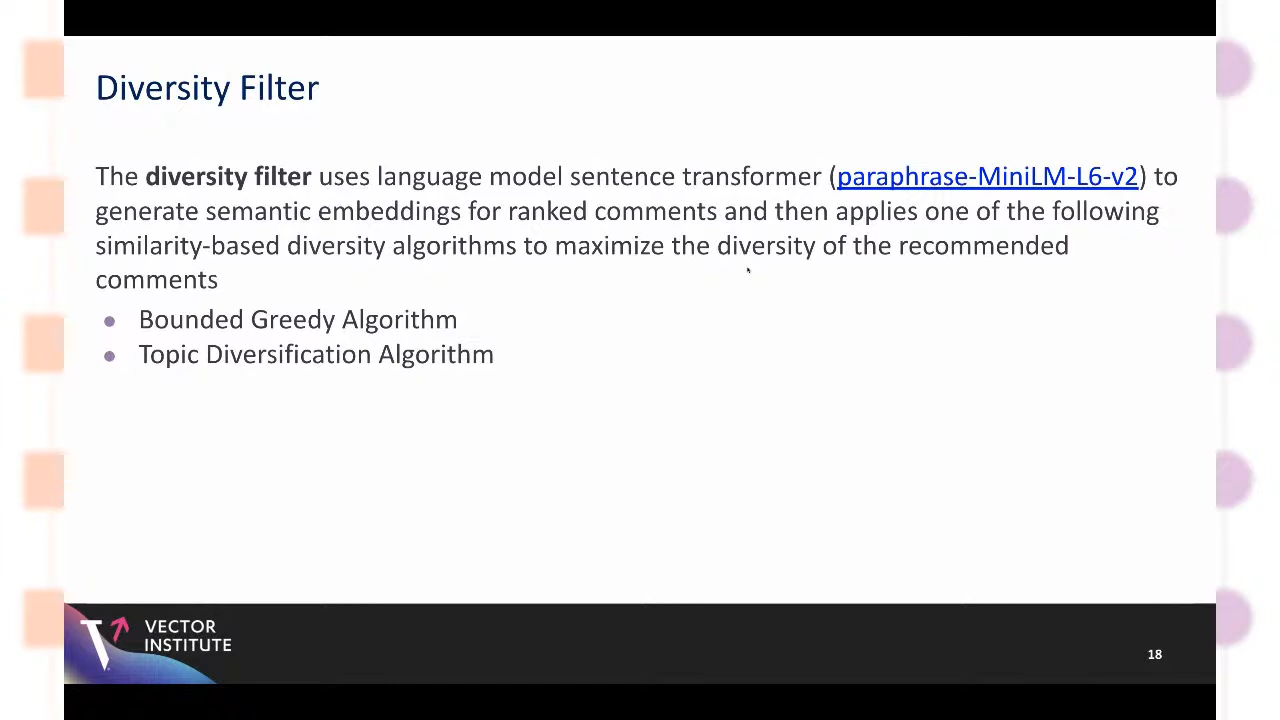 Diversity Filter
The diversity filter uses language model sentence transformer (paraphrase-MiniLM-L6-v2) to
generate semantic embeddings for ranked comments and then applies one of the following
similarity-based diversity algorithms to maximize the diversity of the recommended
comments
● Bounded Greedy Algorithm
● Topic Diversification Algorithm
VECTOR
INSTITUTE
18